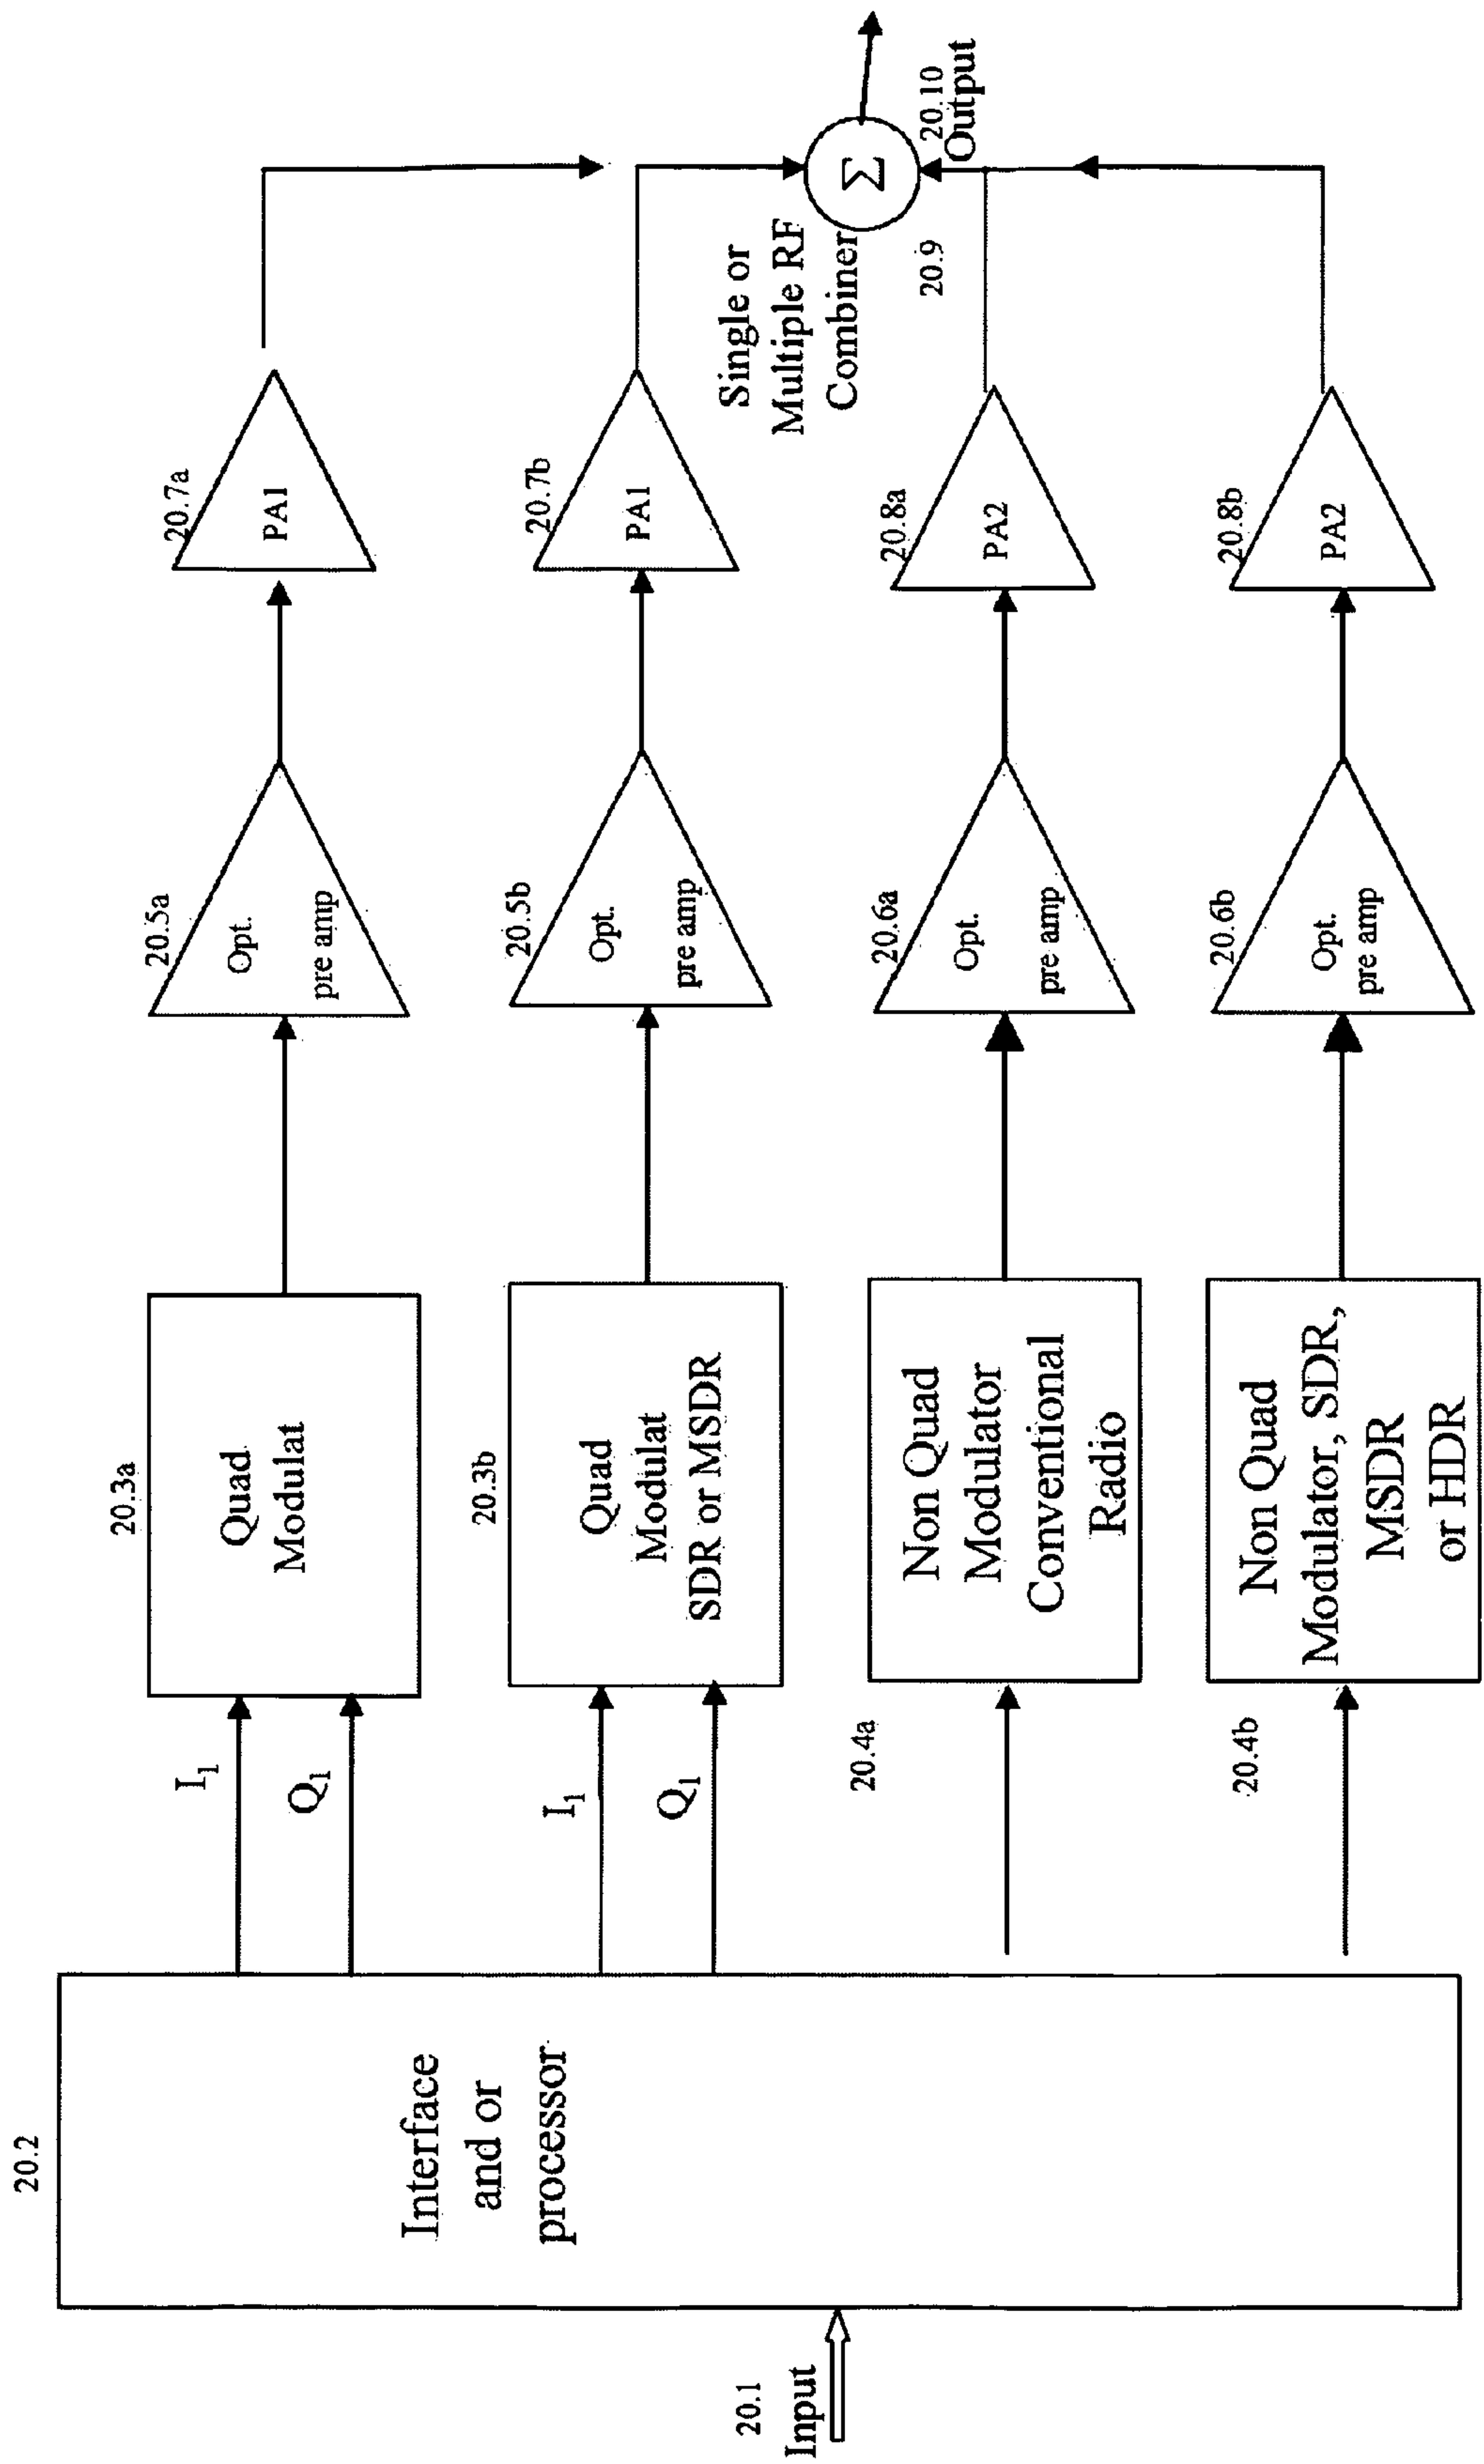 20.1
Input
20.2
Interface
and or
processor
I1
Q1
20.3a
Quad
Modulat
20.5a
Opt.
pre amp
20.7a
PA1
I1
Q1
20.3b
Quad
Modulat
SDR or MSDR
20.5b
Opt.
pre amp
20.7b
PA1
20.4a
Non Quad
Modulator
Conventional
Radio
20.6a
Opt.
pre amp
20.8a
PA2
20.4b
Non Quad
Modulator, SDR,
MSDR
or HDR
20.6b
Opt.
pre amp
20.8b
PA2
Single or
Multiple RF
Combiner
Σ
20.9
20.10
Output